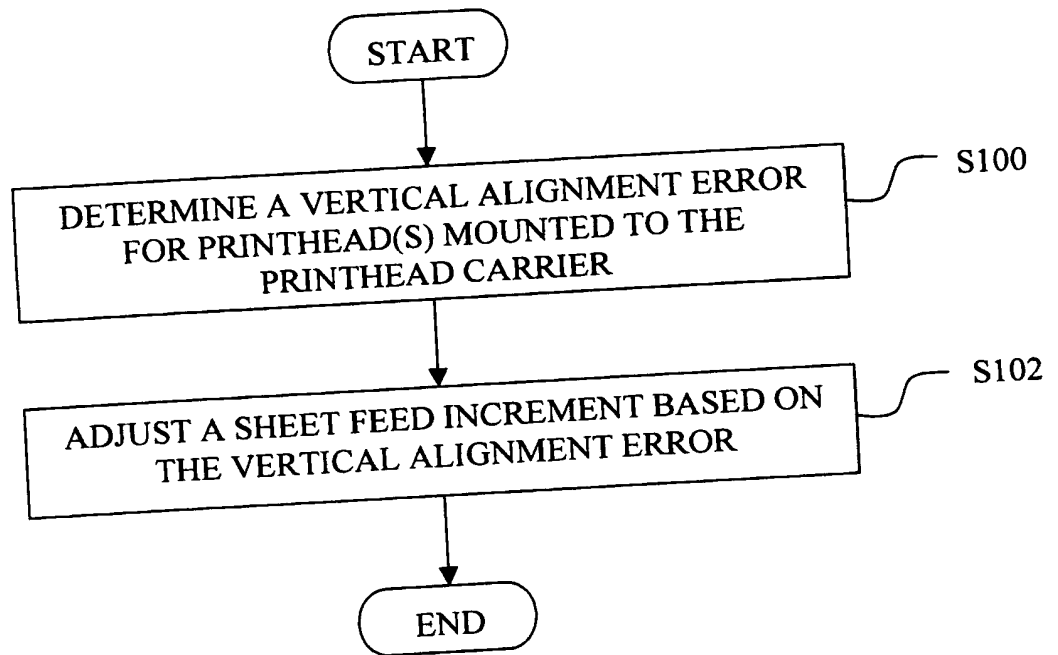 START
DETERMINE A VERTICAL ALIGNMENT ERROR
FOR PRINTHEAD(S) MOUNTED TO THE
PRINTHEAD CARRIER
S100
ADJUST A SHEET FEED INCREMENT BASED ON
THE VERTICAL ALIGNMENT ERROR
S102
END